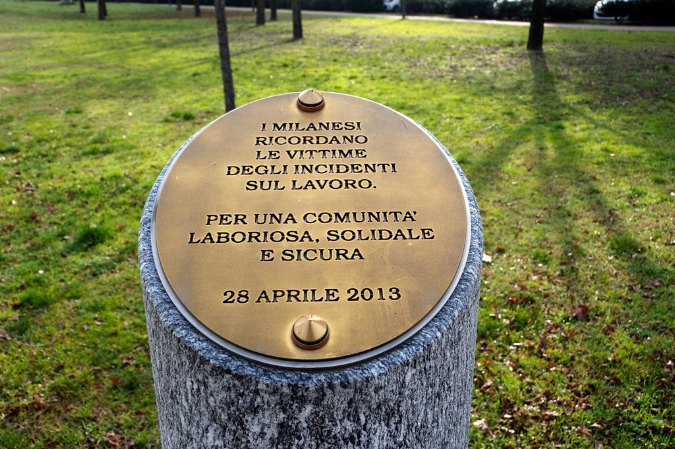 I MILANESI
RICORDANO
LE VITTIME
DEGLI INCIDENTI
SUL LAVORO.
PER UNA COMUNITA'
LABORIOSA, SOLIDALE
E SICURA
28 APRILE 2013